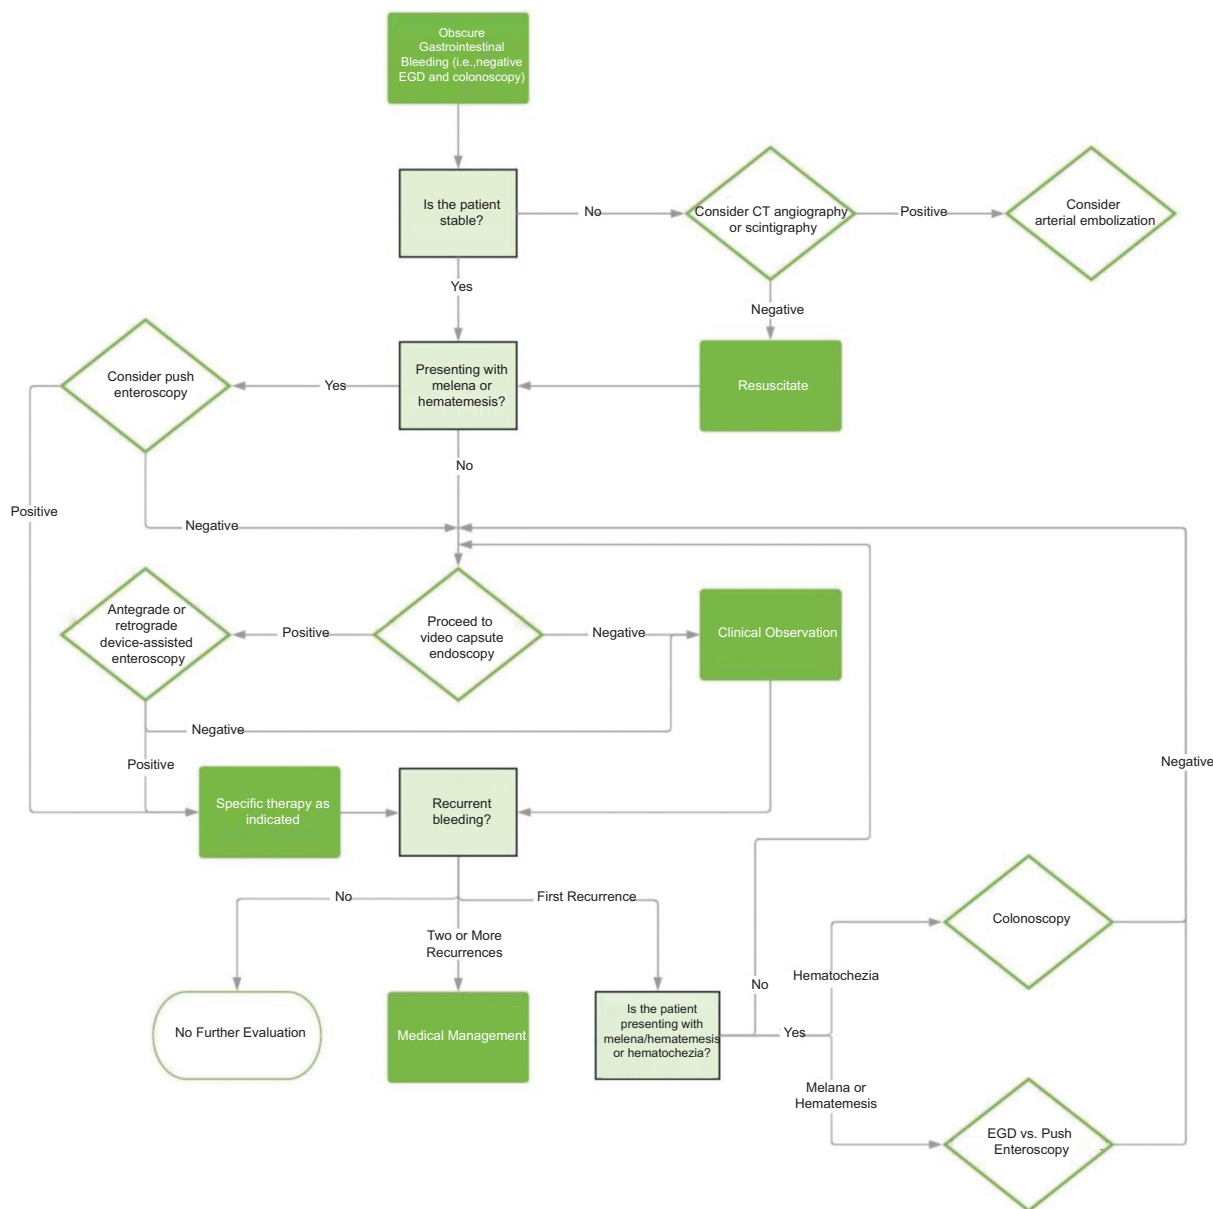 Obscure
Gastrointestinal
Bleeding (i.e.,negative
EGD and colonoscopy)
Is the patient
stable?
No
Consider CT angiography
or scintigraphy
Positive
Consider
arterial embolization
Yes
Negative
Consider push
enteroscopy
Yes
Presenting with
melena or
hematemesis?
Resuscitate
No
Positive
Negative
Antegrade or
retrograde
device-assisted
enteroscopy
Positive
Proceed to
video capsute
endoscopy
Negative
Clinical Observation
Negative
Positive
Negative
Specific therapy as
indicated
Recurrent
bleeding?
No
First Recurrence
Two or More
Recurrences
Colonoscopy
Hematochezia
No
No Further Evaluation
Medical Management
Is the patient
presenting with
melena/hematemesis
or hematochezia?
Yes
Melana or
Hematemesis
EGD vs. Push
Enteroscopy